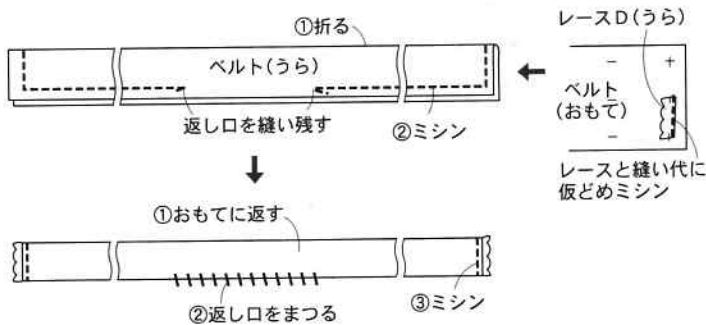 レースD(うら)
ベルト
(おもて)
レースと縫い代に
仮どめミシン
①折る
ベルト(うら)
返し口を縫い残す
②ミシン
①おもてに返す
②返し口をまつる
③ミシン